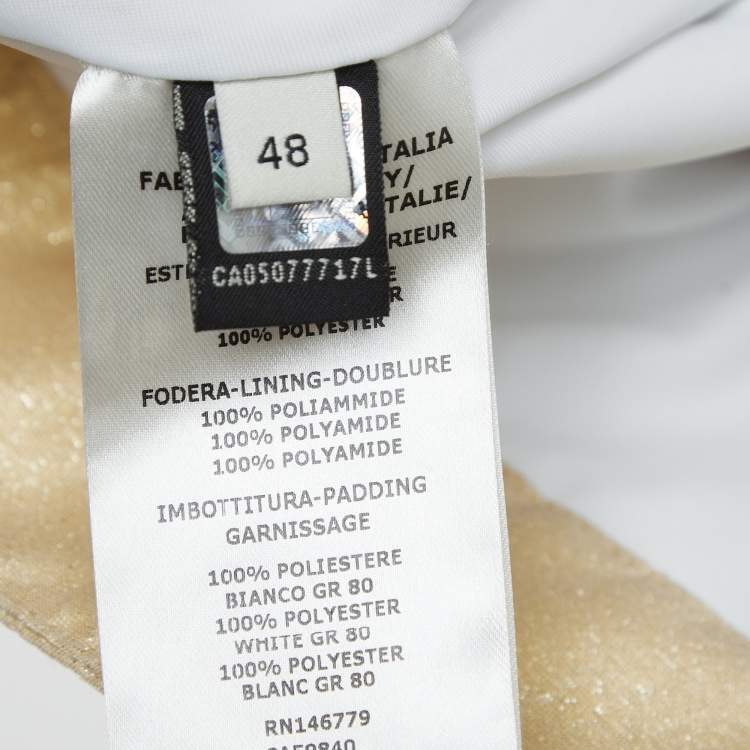 48
CA05077717L
FAB TALIA
Y/
TALIE/
RIEUR
EST E
R
100% POLYESTER
FODERA-LINING-DOUBLURE
100% POLIAMMIDE
100% POLYAMIDE
100% POLYAMIDE
IMBOTTITURA-PADDING
GARNISSAGE
100% POLIESTERE
BIANCO GR 80
100% POLYESTER
WHITE GR 80
100% POLYESTER
BLANC GR 80
RN146779